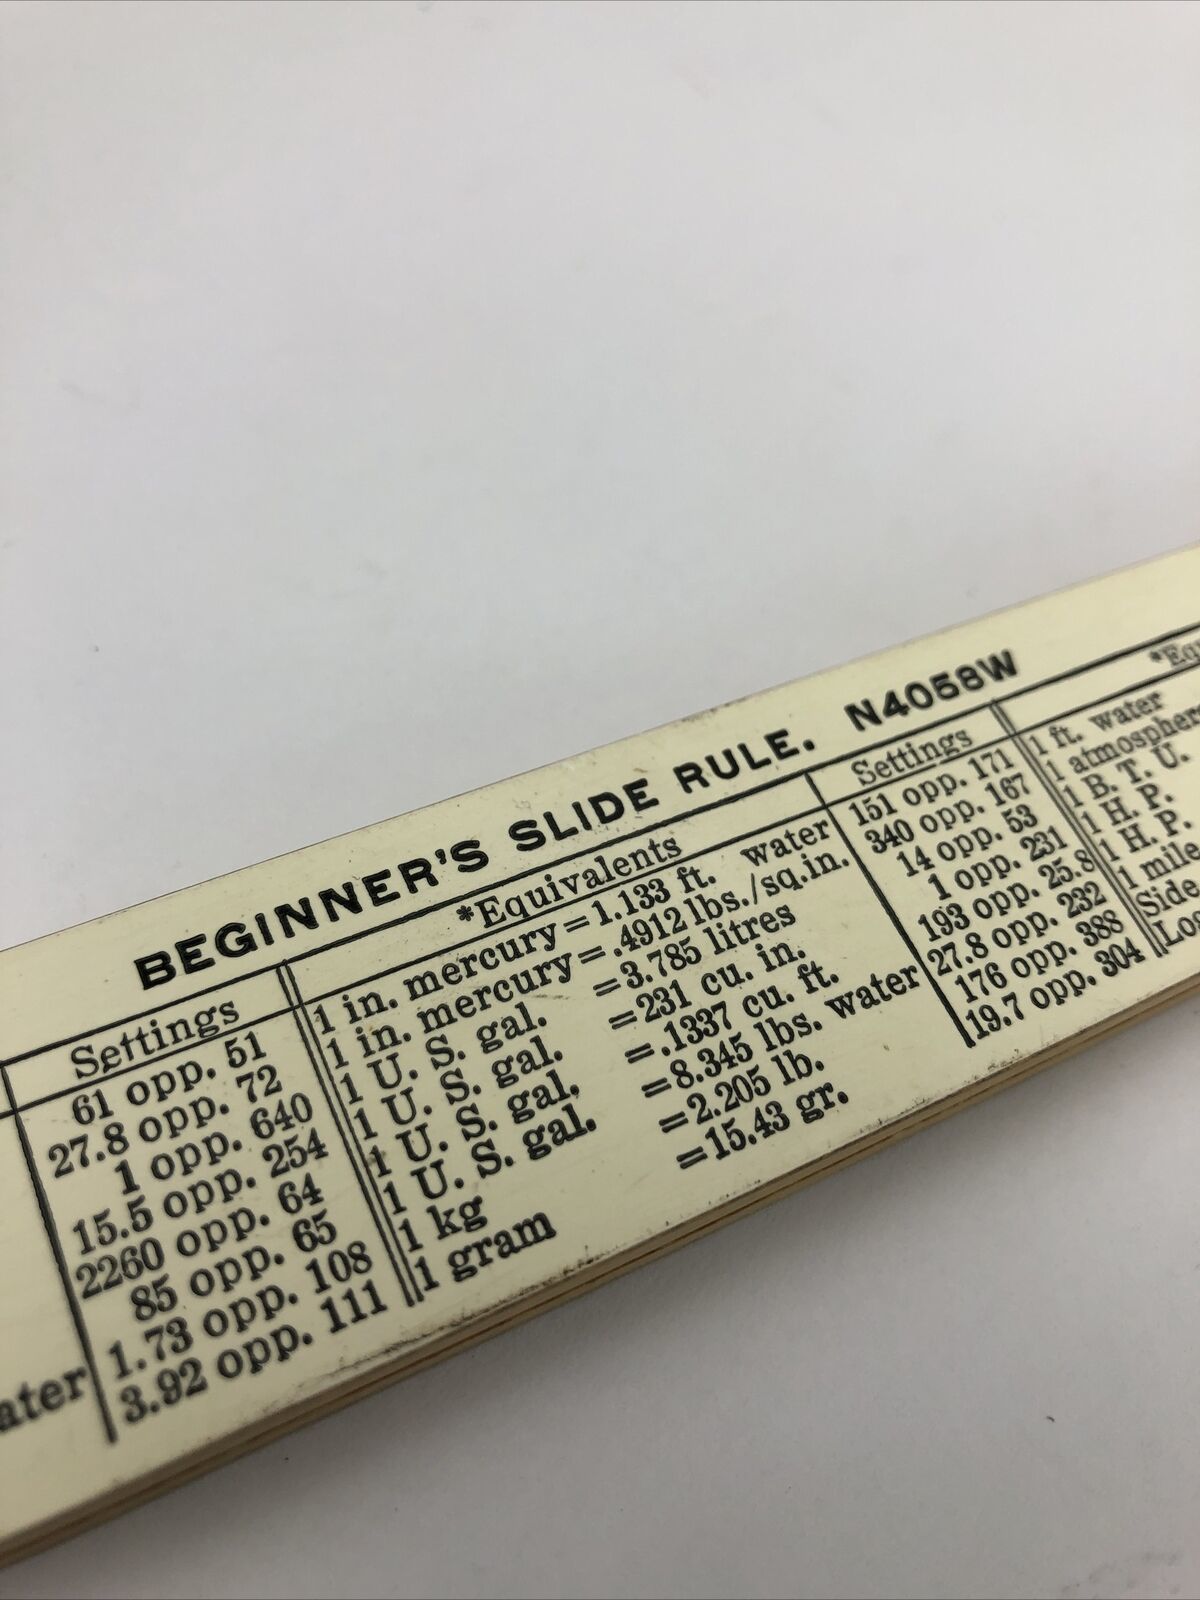 BEGINNER'S SLIDE RULE. N4058W
Settings *Equivalents Settings *Equ
61 opp. 51 1 in. mercury=1.133 ft. water 151 opp. 171 1 ft. water
27.8 opp. 72 1 in. mercury=.4912 lbs./sq.in. 340 opp. 167 1 atmospher
1 opp. 640 1 U. S. gal. =3.785 litres 14 opp. 53 1 B. T. U.
15.5 opp. 254 1 U. S. gal. =231 cu. in. 1 opp. 231 1 H. P.
2260 opp. 64 1 U. S. gal. =.1337 cu. ft. 193 opp. 25.8 1 H. P.
85 opp. 65 1 U. S. gal. =8.345 lbs. water 27.8 opp. 232 1 mile
1.73 opp. 108 1 kg =2.205 lb. 176 opp. 388 Side
ater 3.92 opp. 111 1 gram =15.43 gr. 19.7 opp. 304